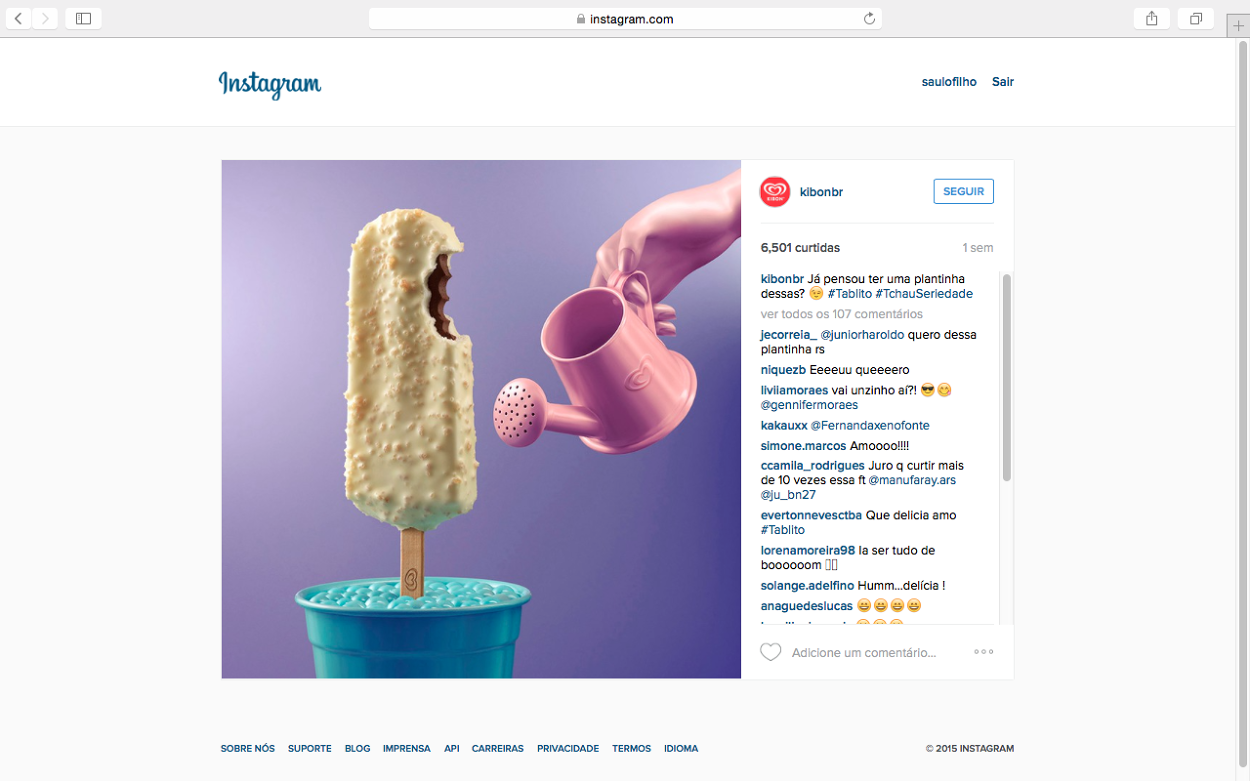 instagram.com
Instagram
saulofilho Sair
KIBON
kibonbr
SEGUIR
6,501 curtidas 1 sem
kibonbr Já pensou ter uma plantinha
dessas? 😉 #Tablito #TchauSeriedade
ver todos os 107 comentários
jecorreia_ @juniorharoldo quero dessa
plantinha rs
niquezb Eeeeuu queeeero
liviiamoraes vai unzinho aí?! 😎😋
@gennifermoraes
kakauxx @Fernandaxenofonte
simone.marcos Amoooo!!!!
ccamila_rodrigues Juro q curtir mais
de 10 vezes essa ft @manufaray.ars
@ju_bn27
evertonnevesctba Que delicia amo
#Tablito
lorenamoreira98 Ia ser tudo de
boooooom
solange.adelfino Humm...delícia !
anaguedeslucas 😄😄😄😄
Adicione um comentário...
SOBRE NÓS SUPORTE BLOG IMPRENSA API CARREIRAS PRIVACIDADE TERMOS IDIOMA © 2015 INSTAGRAM